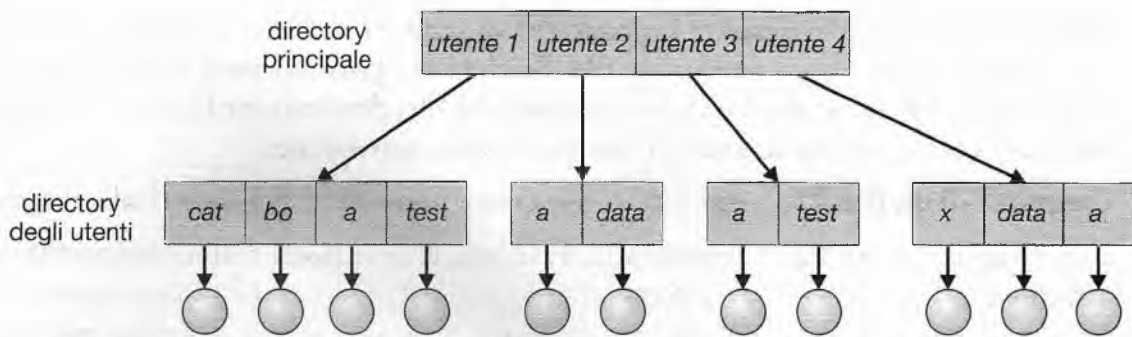 directory
principale
utente 1 utente 2 utente 3 utente 4
directory
degli utenti
cat bo a test a data a test x data a